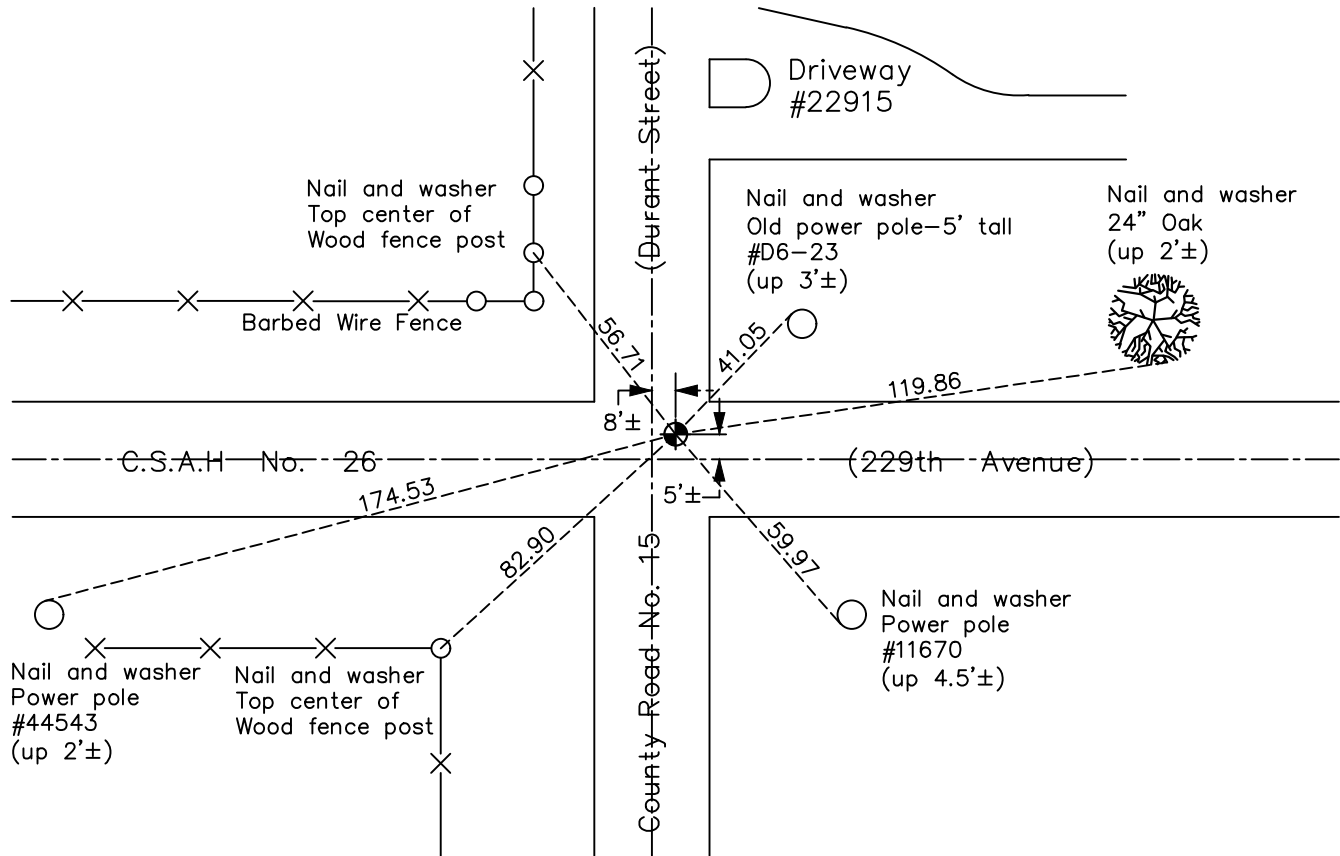 (Durant Street)
Driveway
#22915
Nail and washer
Top center of
Wood fence post
Nail and washer
Old power pole–5' tall
#D6–23
(up 3'±)
Nail and washer
24" Oak
(up 2'±)
Barbed Wire Fence
56.71
41.05
119.86
8'±
C.S.A.H No. 26
(229th Avenue)
5'±
174.53
82.90
59.97
County Road No. 15
Nail and washer
Power pole
#11670
(up 4.5'±)
Nail and washer
Power pole
#44543
(up 2'±)
Nail and washer
Top center of
Wood fence post